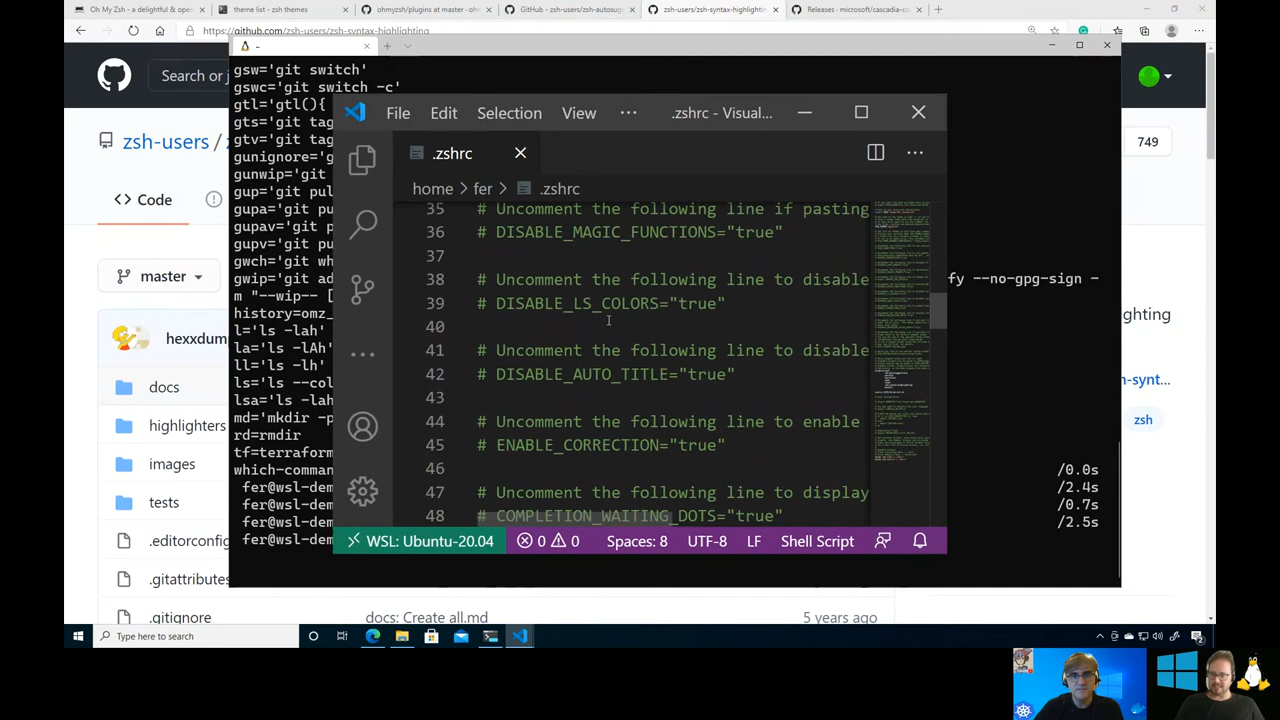 Oh My Zsh - a delightful & open
theme list - zsh themes
ohmyzsh/plugins at master · ohm
GitHub - zsh-users/zsh-autosug
zsh-users/zsh-syntax-highlightin
Releases · microsoft/cascadia-co
https://github.com/zsh-users/zsh-syntax-highlighting
~
Search or j
749
zsh-users /
Code
master
hexxdum
docs
highlighters
images
tests
.editorconfig
.gitattributes
.gitignore
docs: Create all.md
5 years ago
ighting
h-synt...
zsh
gsw='git switch'
gswc='git switch -c'
gtl='gtl(){
gts='git tag
gtv='git tag
gunignore='g
gunwip='git
gup='git pul
gupa='git pu
gupav='git p
gupv='git pu
gwch='git wh
gwip='git ad
fy --no-gpg-sign -
m "--wip-- [
history=omz_
l='ls -lah'
la='ls -lAh'
ll='ls -lh'
ls='ls --col
lsa='ls -lah
md='mkdir -p
rd=rmdir
tf=terraform
which-comman
fer@wsl-dem
/0.0s
fer@wsl-dem
/2.4s
fer@wsl-dem
/0.7s
fer@wsl-dem
/2.5s
File Edit Selection View ··· .zshrc - Visual...
.zshrc
home > fer > .zshrc
35 # Uncomment the following line if pasting
36 # DISABLE_MAGIC_FUNCTIONS="true"
37
38 # Uncomment the following line to disable
39 # DISABLE_LS_COLORS="true"
40
41 # Uncomment the following line to disable
42 # DISABLE_AUTO_TITLE="true"
43
44 # Uncomment the following line to enable
45 # ENABLE_CORRECTION="true"
46
47 # Uncomment the following line to display
48 # COMPLETION_WAITING_DOTS="true"
WSL: Ubuntu-20.04 0 0 Spaces: 8 UTF-8 LF Shell Script
Type here to search
2